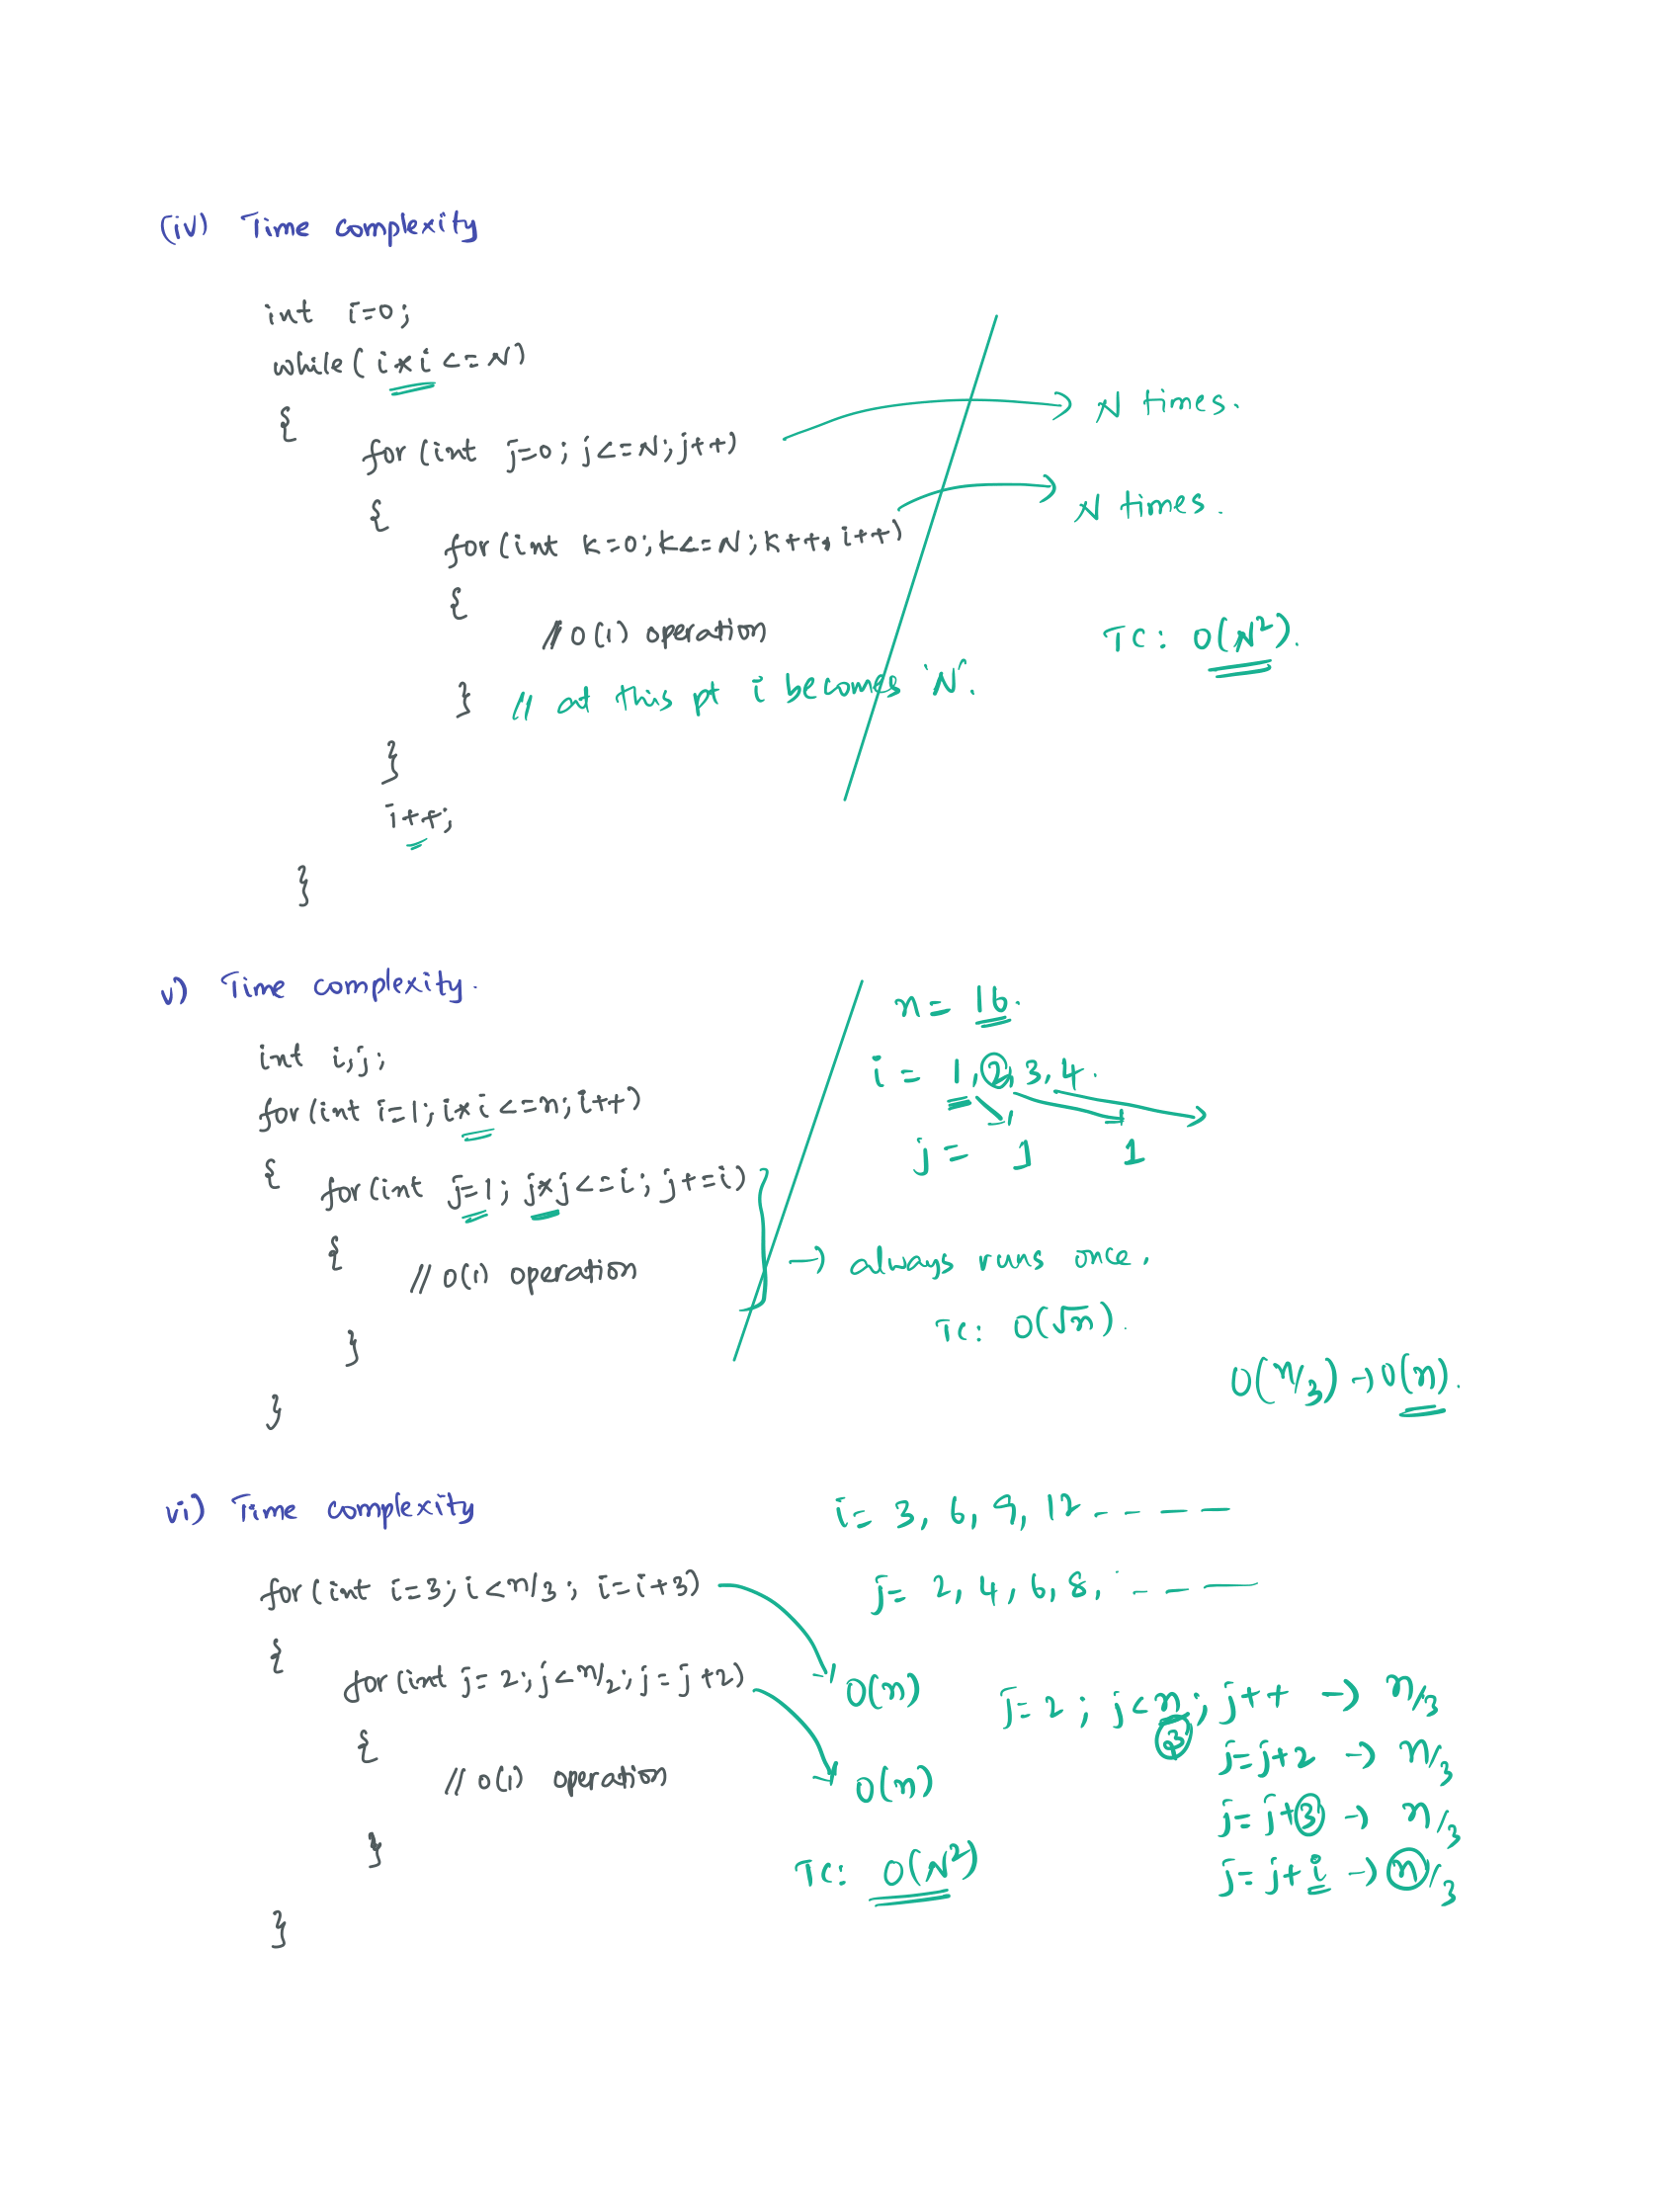 (iv) Time complexity
int i=0;
while( i*i <= N)
{
for (int j=0; j<=N; j++)
N times.
{
for(int k=0; k<=N; k++, i++)
N times.
{
// O(1) operation
TC: O(N²).
} // at this pt i becomes 'N'.
}
i++;
}
v) Time complexity.
int i,j;
for(int i=1; i*i <=n; i++)
{
for(int j=1; j*j<=i; j+=i)
{
// O(1) operation
}
}
n= 16.
i = 1,2,3,4.
j = 1 1
→ always runs once.
TC: O(√n).
O(n/3) → O(n).
vi) Time complexity
for(int i=3; i<n/3; i=i+3)
{
for(int j=2; j<n/2; j=j+2)
{
// O(1) operation
}
}
i= 3, 6, 9, 12 - - - -
j= 2, 4, 6, 8, - - -
O(n)
O(n)
TC: O(N²)
j=2; j<n/3; j++ → n/3
j=j+2 → n/3
j=j+3 → n/3
j=j+i → n/3